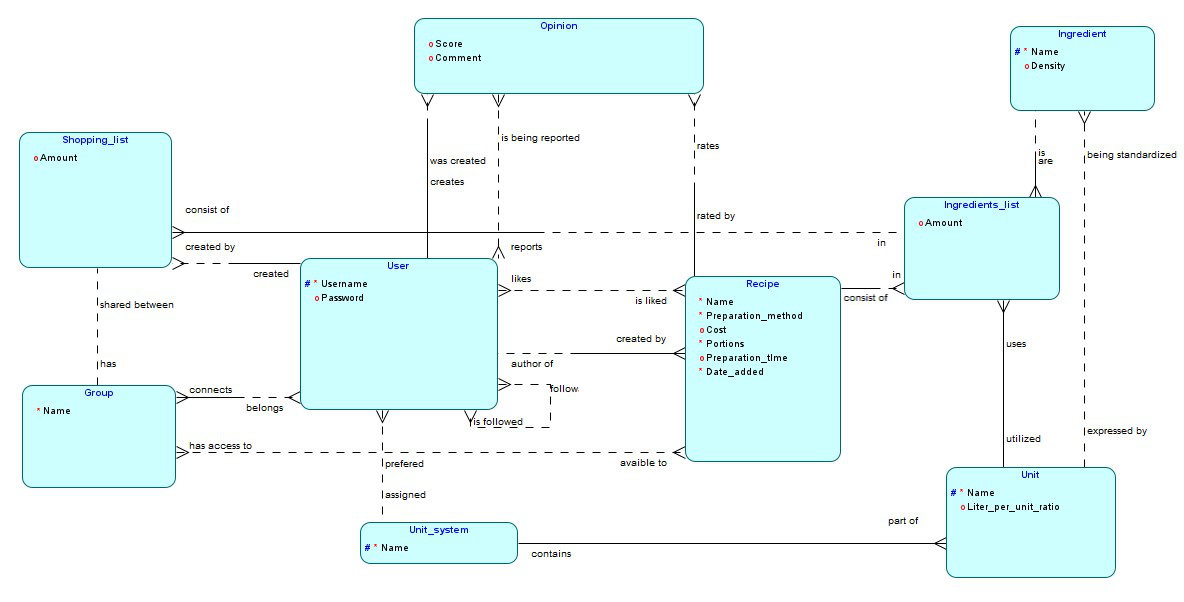 Opinion
o Score
o Comment
Ingredient
# * Name
o Density
Shopping_list
o Amount
is being reported
rates
is
are
being standardized
was created
creates
consist of
rated by
Ingredients_list
o Amount
in
created by
created
reports
User
# * Username
o Password
likes
is liked
Recipe
* Name
* Preparation_method
o Cost
* Portions
o Preparation_tIme
* Date_added
in
consist of
shared between
has
created by
author of
follow
is followed
uses
Group
* Name
connects
belongs
has access to
avaible to
prefered
assigned
utilized
expressed by
Unit
# * Name
o Liter_per_unit_ratio
Unit_system
# * Name
part of
contains